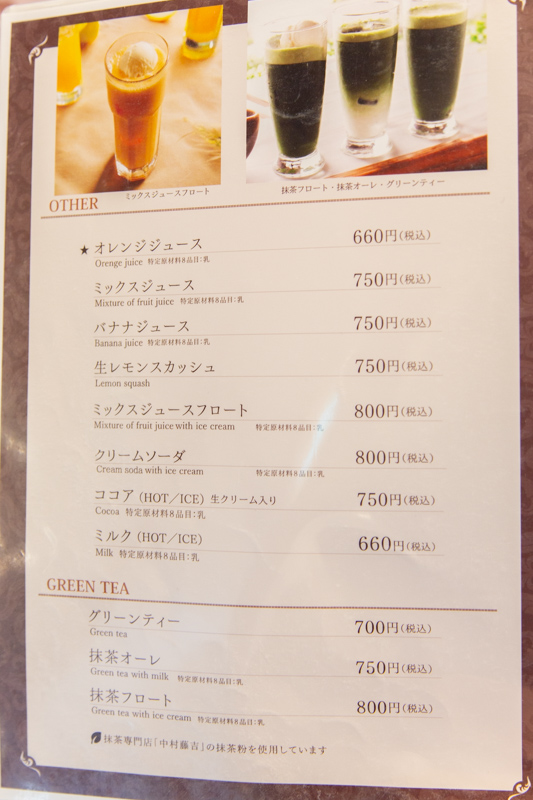 ミックスジュースフロート
抹茶フロート・抹茶オーレ・グリーンティー
OTHER
★オレンジジュース 660円(税込)
Orenge juice 特定原材料8品目:乳
ミックスジュース 750円(税込)
Mixture of fruit juice 特定原材料8品目:乳
バナナジュース 750円(税込)
Banana juice 特定原材料8品目:乳
生レモンスカッシュ 750円(税込)
Lemon squash
ミックスジュースフロート 800円(税込)
Mixture of fruit juice with ice cream 特定原材料8品目:乳
クリームソーダ 800円(税込)
Cream soda with ice cream 特定原材料8品目:乳
ココア(HOT/ICE) 生クリーム入り 750円(税込)
Cocoa 特定原材料8品目:乳
ミルク(HOT/ICE) 660円(税込)
Milk 特定原材料8品目:乳
GREEN TEA
グリーンティー 700円(税込)
Green tea
抹茶オーレ 750円(税込)
Green tea with milk 特定原材料8品目:乳
抹茶フロート 800円(税込)
Green tea with ice cream 特定原材料8品目:乳
抹茶専門店「中村藤吉」の抹茶粉を使用しています